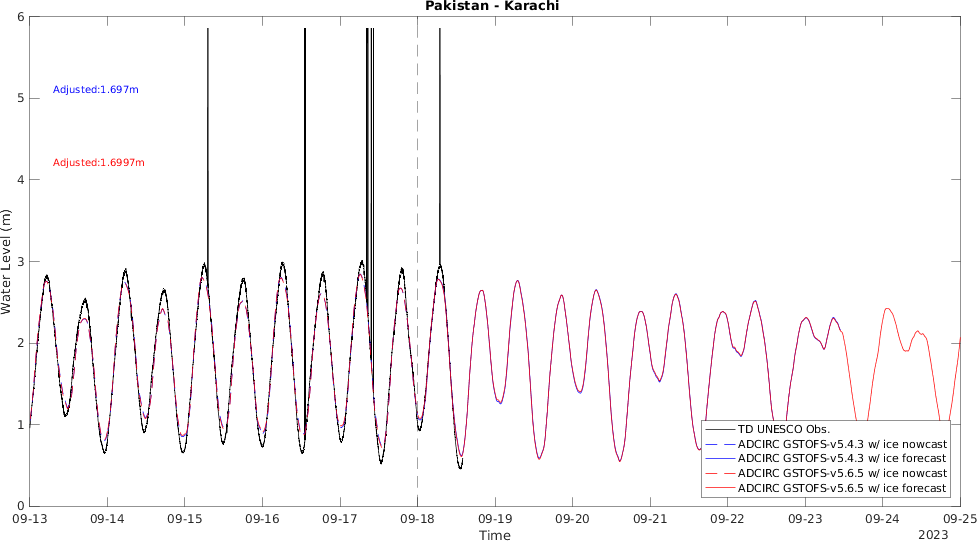 Pakistan - Karachi
6
5
4
3
2
1
0
Water Level (m)
Adjusted:1.697m
Adjusted:1.6997m
TD UNESCO Obs.
ADCIRC GSTOFS-v5.4.3 w/ ice nowcast
ADCIRC GSTOFS-v5.4.3 w/ ice forecast
ADCIRC GSTOFS-v5.6.5 w/ ice nowcast
ADCIRC GSTOFS-v5.6.5 w/ ice forecast
09-13 09-14 09-15 09-16 09-17 09-18 09-19 09-20 09-21 09-22 09-23 09-24 09-25
Time
2023